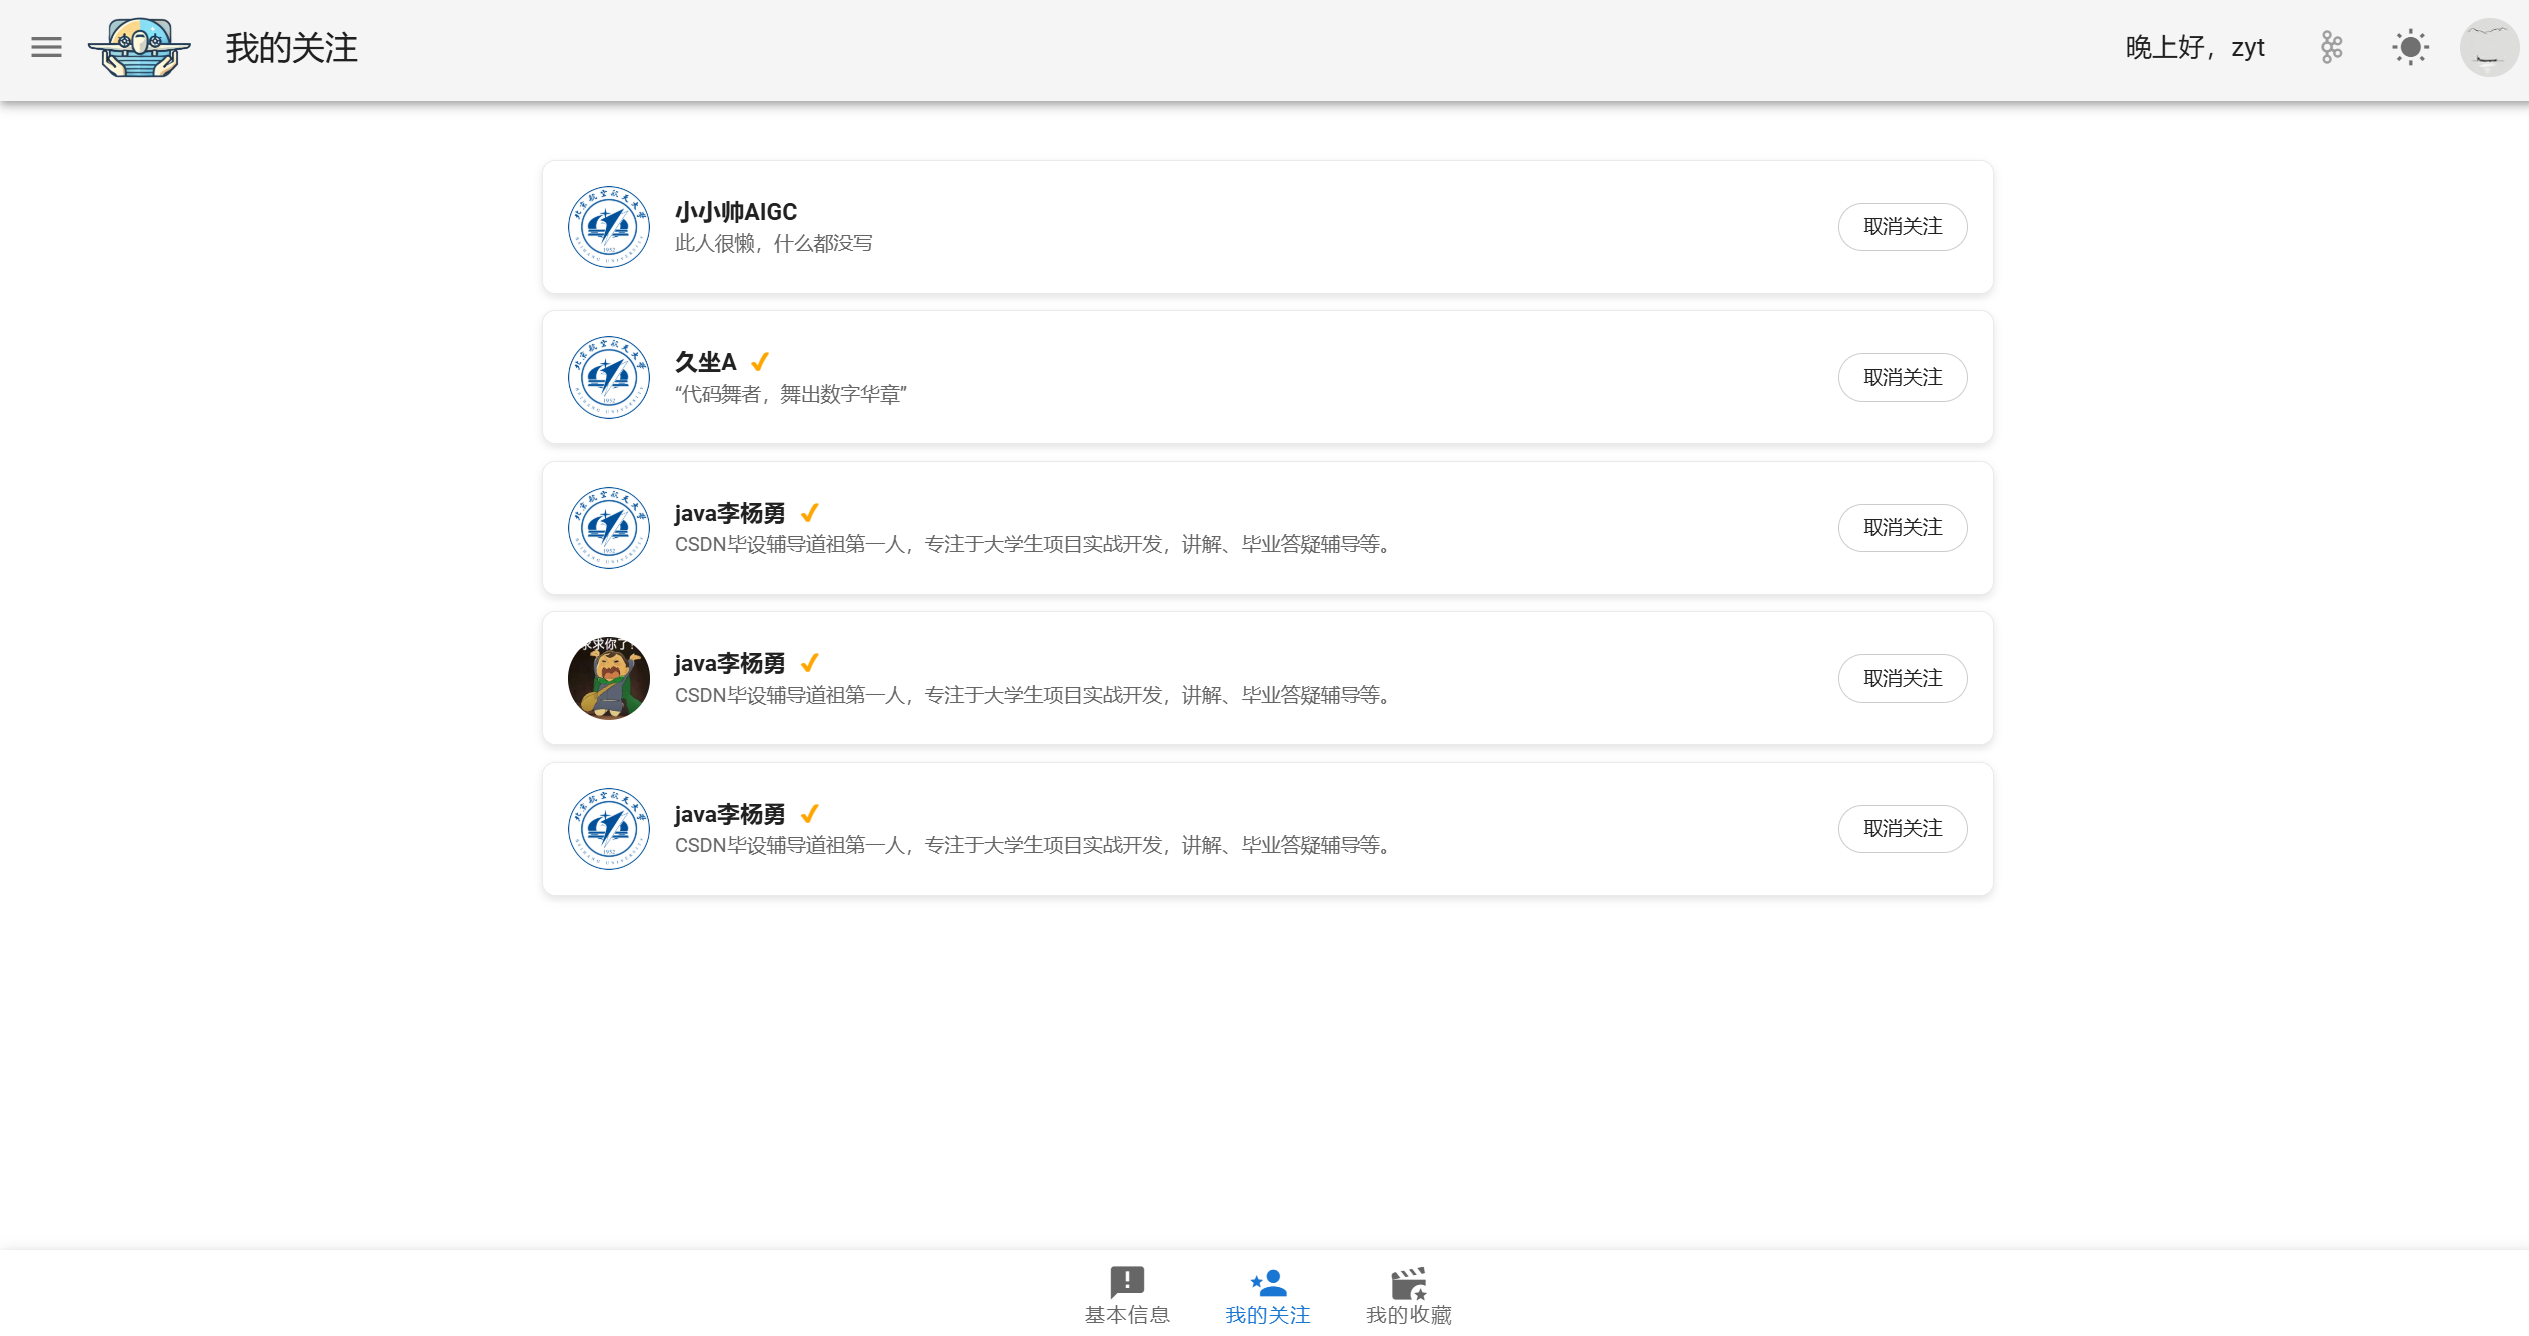 我的关注
晚上好，zyt
小小帅AIGC
此人很懒，什么都没写
取消关注
久坐A
“代码舞者，舞出数字华章”
取消关注
java李杨勇
CSDN毕设辅导道祖第一人，专注于大学生项目实战开发，讲解、毕业答疑辅导等。
取消关注
求求你了！
java李杨勇
CSDN毕设辅导道祖第一人，专注于大学生项目实战开发，讲解、毕业答疑辅导等。
取消关注
java李杨勇
CSDN毕设辅导道祖第一人，专注于大学生项目实战开发，讲解、毕业答疑辅导等。
取消关注
基本信息
我的关注
我的收藏